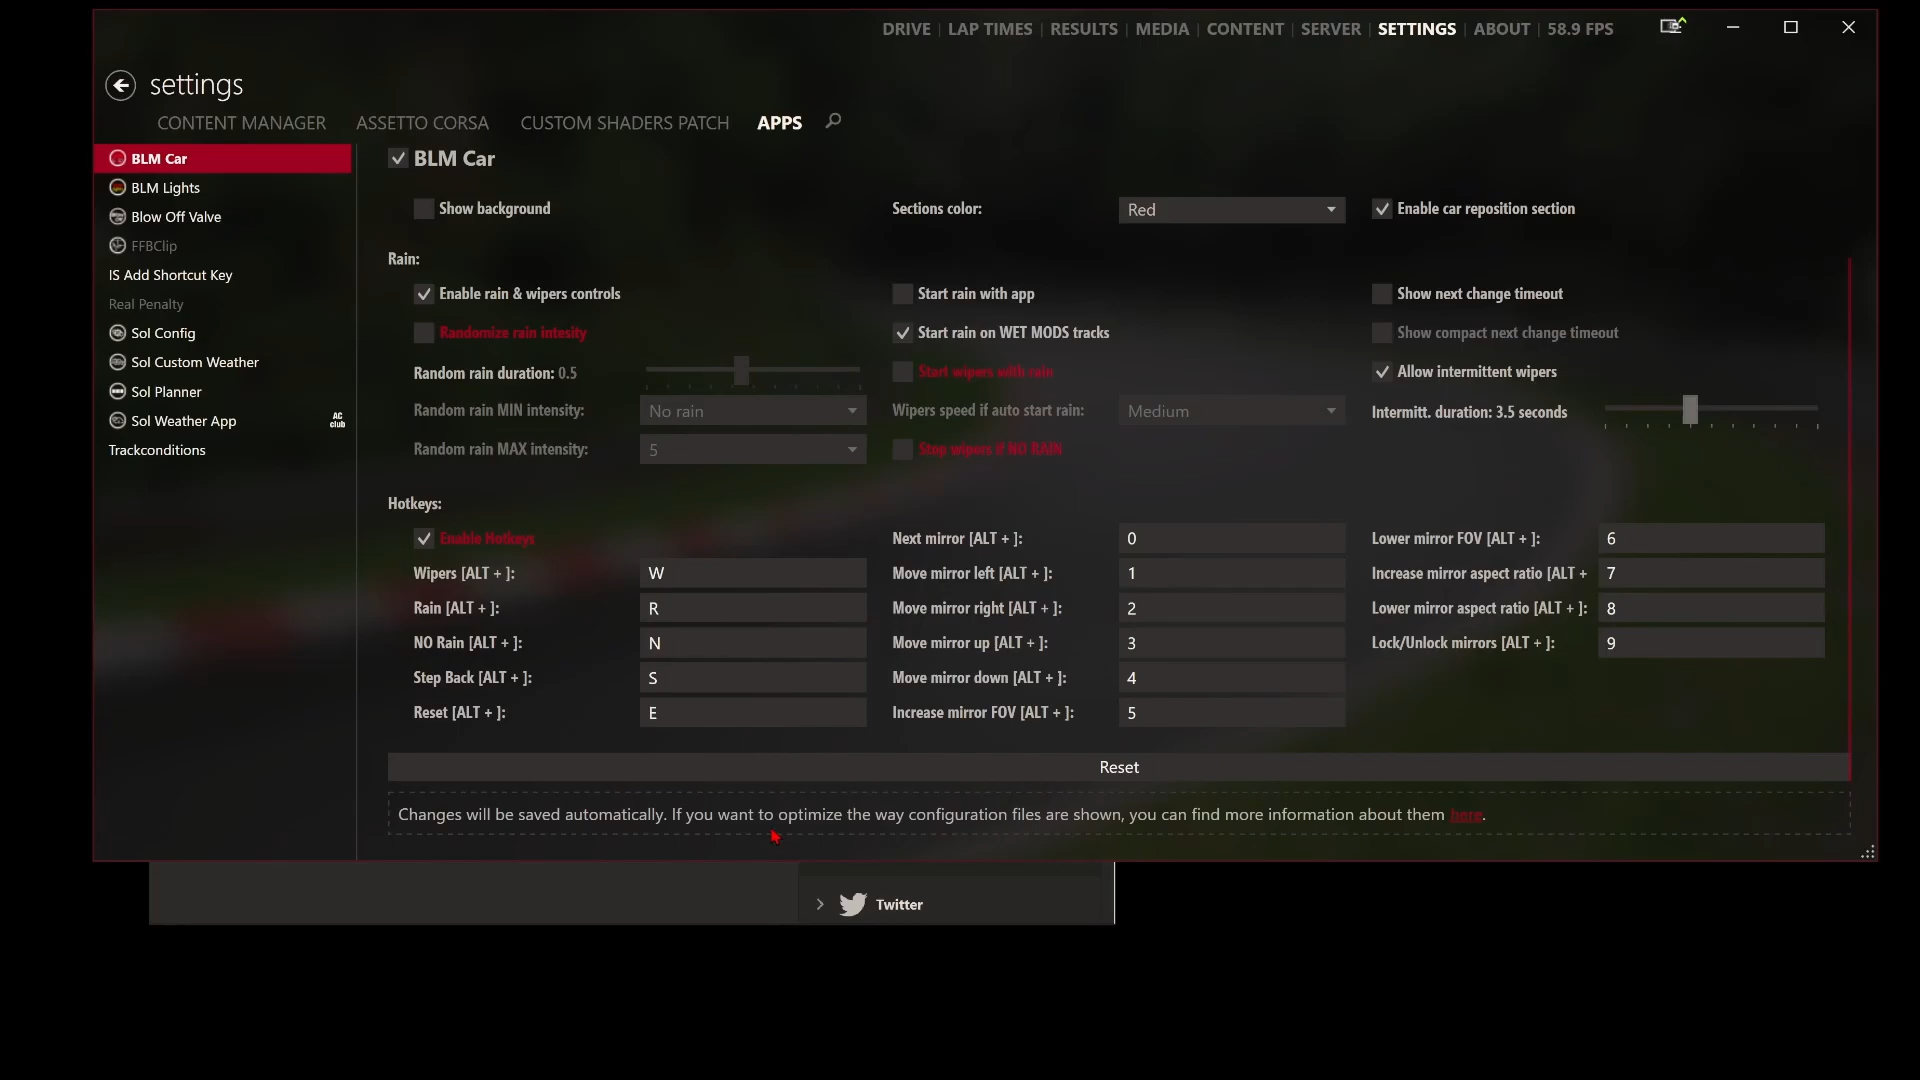 DRIVE | LAP TIMES | RESULTS | MEDIA | CONTENT | SERVER | SETTINGS | ABOUT | 58.9 FPS
settings
CONTENT MANAGER ASSETTO CORSA CUSTOM SHADERS PATCH APPS
BLM Car
BLM Lights
Blow Off Valve
FFBClip
IS Add Shortcut Key
Real Penalty
Sol Config
Sol Custom Weather
Sol Planner
Sol Weather App AC club
Trackconditions
BLM Car
Show background Sections color: Red Enable car reposition section
Rain:
Enable rain & wipers controls Start rain with app Show next change timeout
Randomize rain intesity Start rain on WET MODS tracks Show compact next change timeout
Random rain duration: 0.5 Start wipers with rain Allow intermittent wipers
Random rain MIN intensity: No rain Wipers speed if auto start rain: Medium Intermitt. duration: 3.5 seconds
Random rain MAX intensity: 5 Stop wipers if NO RAIN
Hotkeys:
Enable Hotkeys Next mirror [ALT + ]: 0 Lower mirror FOV [ALT + ]: 6
Wipers [ALT + ]: W Move mirror left [ALT + ]: 1 Increase mirror aspect ratio [ALT + 7
Rain [ALT + ]: R Move mirror right [ALT + ]: 2 Lower mirror aspect ratio [ALT + ]: 8
NO Rain [ALT + ]: N Move mirror up [ALT + ]: 3 Lock/Unlock mirrors [ALT + ]: 9
Step Back [ALT + ]: S Move mirror down [ALT + ]: 4
Reset [ALT + ]: E Increase mirror FOV [ALT + ]: 5
Reset
Changes will be saved automatically. If you want to optimize the way configuration files are shown, you can find more information about them here.
Twitter